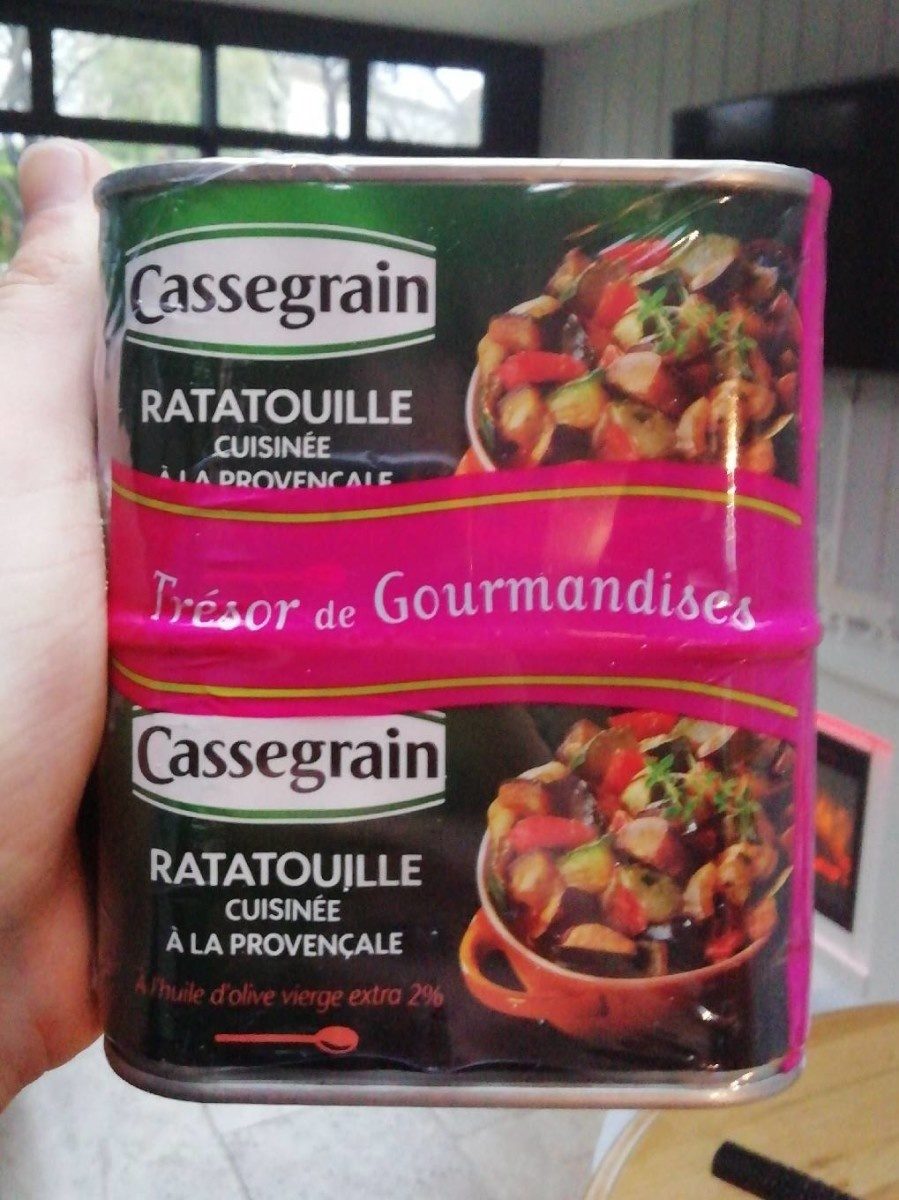 Cassegrain
RATATOUILLE
CUISINÉE
À LA PROVENÇALE
Trésor de Gourmandises
Cassegrain
RATATOUILLE
CUISINÉE
À LA PROVENÇALE
À l'huile d'olive vierge extra 2%